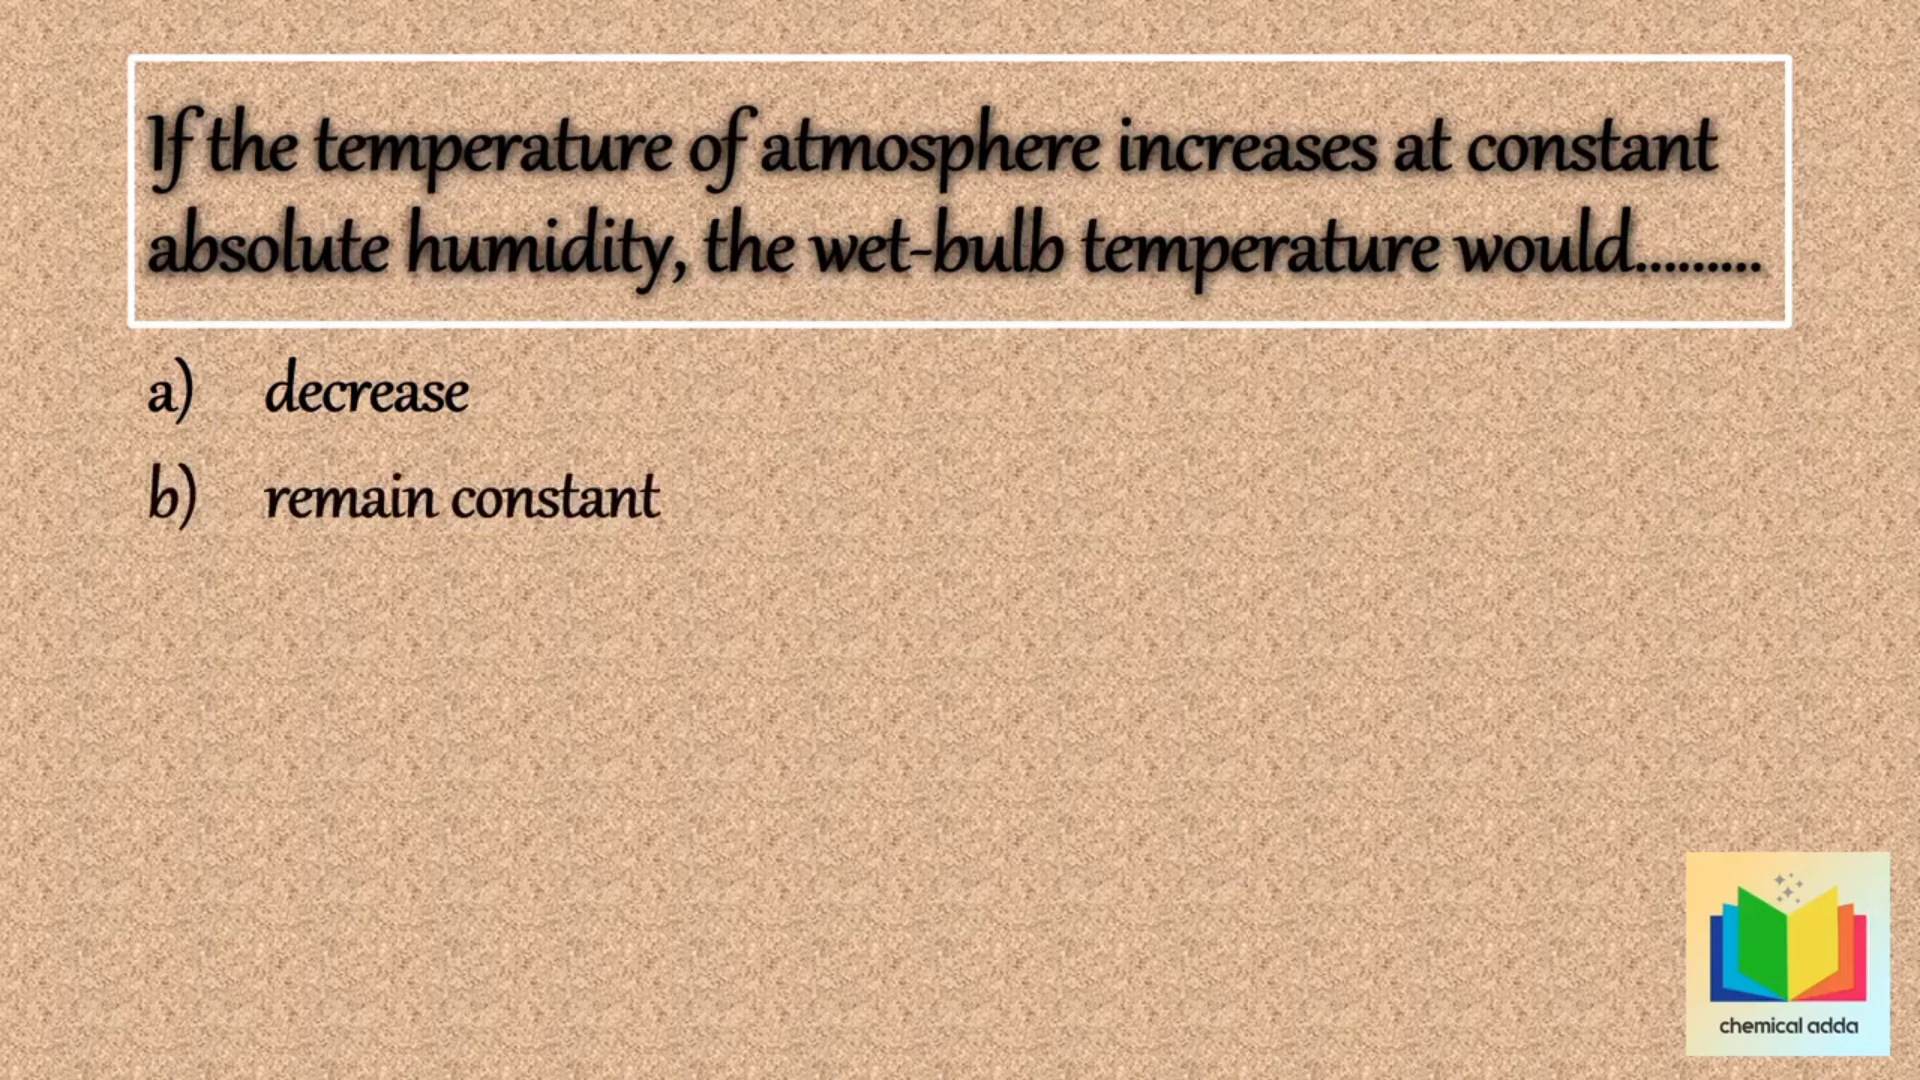 If the temperature of atmosphere increases at constant
absolute humidity, the wet-bulb temperature would.........
a) decrease
b) remain constant
chemical adda